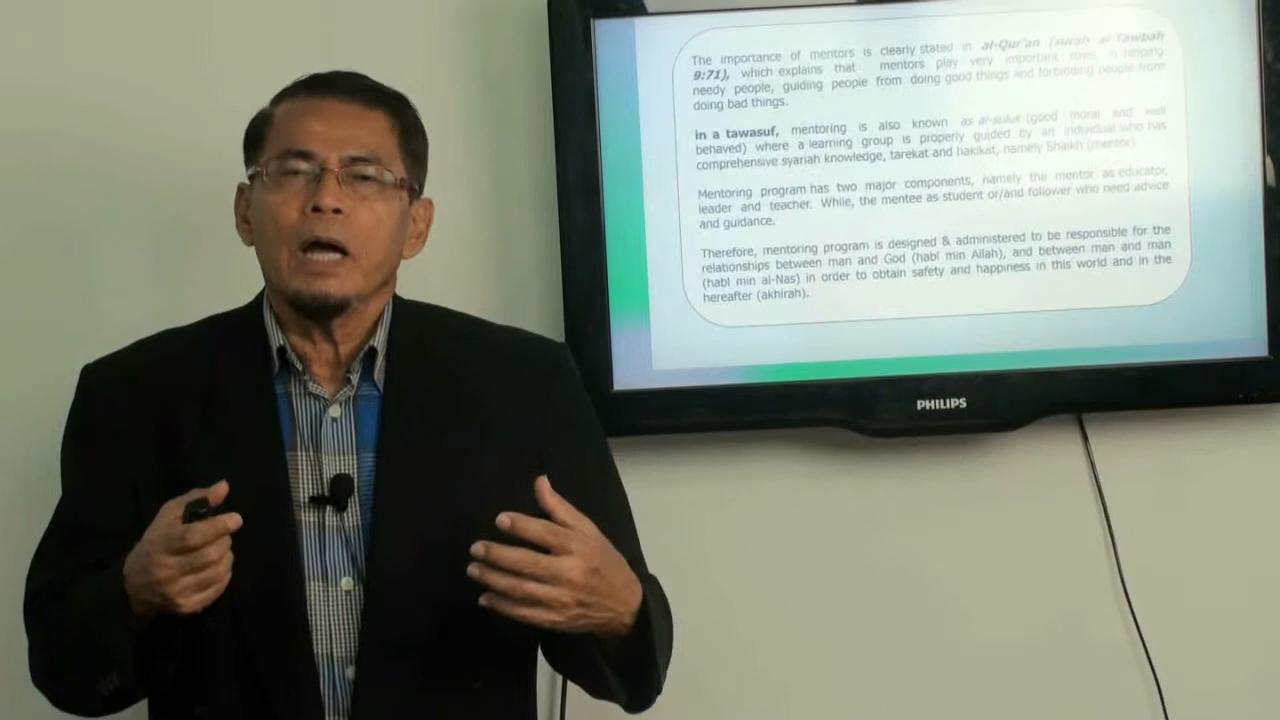 The importance of mentors is clearly stated in al-Qur'an (surah al-Tawbah
9:71), which explains that mentors play very important roles in helping
needy people, guiding people from doing good things and forbidding people from
doing bad things.
in a tawasuf, mentoring is also known as al-suluk (good moral and well
behaved) where a learning group is properly guided by an individual who has
comprehensive syariah knowledge, tarekat and hakikat, namely Shaikh (mentor).
Mentoring program has two major components, namely the mentor as educator,
leader and teacher. While, the mentee as student or/and follower who need advice
and guidance.
Therefore, mentoring program is designed & administered to be responsible for the
relationships between man and God (habl min Allah), and between man and man
(habl min al-Nas) in order to obtain safety and happiness in this world and in the
hereafter (akhirah).
PHILIPS